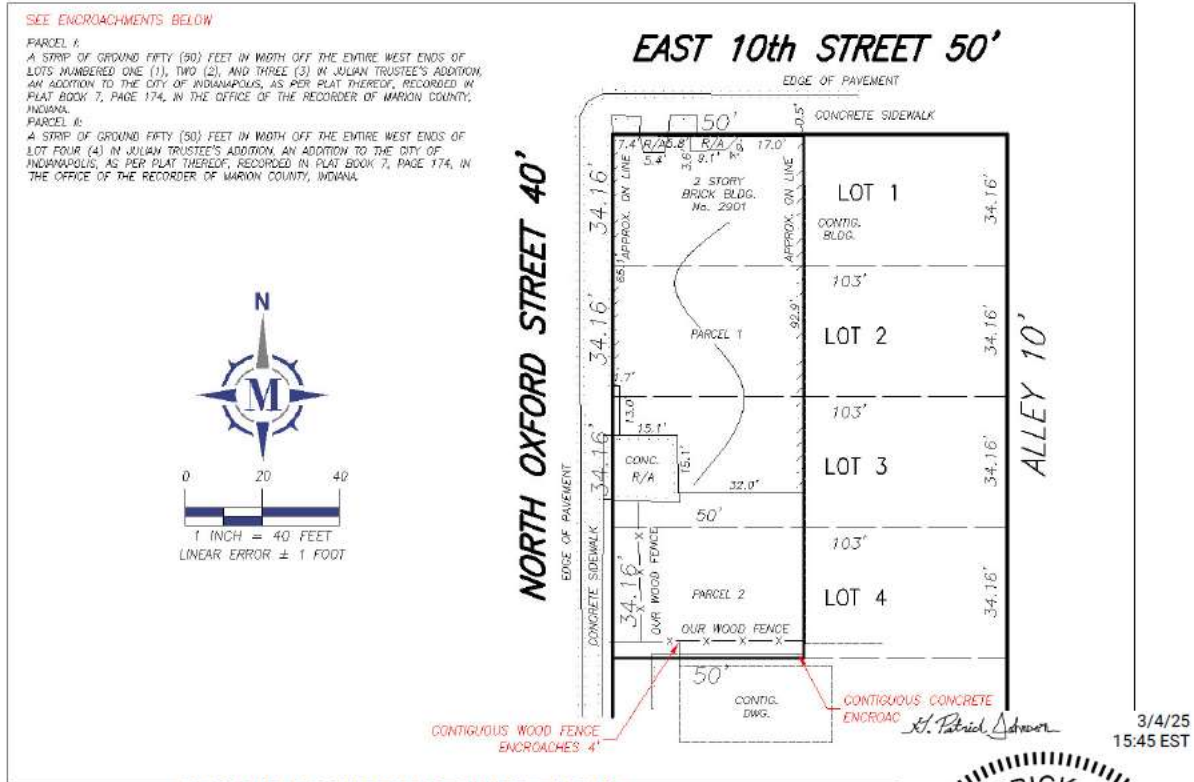 SEE ENCROACHMENTS BELOW
PARCEL I:
A STRIP OF GROUND FIFTY (50) FEET IN WIDTH OFF THE ENTIRE WEST ENDS OF
LOTS NUMBERED ONE (1), TWO (2), AND THREE (3) IN JULIAN TRUSTEE'S ADDITION,
AN ADDITION TO THE CITY OF INDIANAPOLIS, AS PER PLAT THEREOF, RECORDED IN
PLAT BOOK 7, PAGE 174, IN THE OFFICE OF THE RECORDER OF MARION COUNTY,
INDIANA.
PARCEL II:
A STRIP OF GROUND FIFTY (50) FEET IN WIDTH OFF THE ENTIRE WEST ENDS OF
LOT FOUR (4) IN JULIAN TRUSTEE'S ADDITION, AN ADDITION TO THE CITY OF
INDIANAPOLIS, AS PER PLAT THEREOF, RECORDED IN PLAT BOOK 7, PAGE 174, IN
THE OFFICE OF THE RECORDER OF MARION COUNTY, INDIANA.
EAST 10th STREET 50'
EDGE OF PAVEMENT
CONCRETE SIDEWALK
0.5'
50'
7.4' R/A 5.8' R/A 17.0'
5.4' 3.6' 9.1'
2 STORY
BRICK BLDG.
No. 2901
APPROX. ON LINE
APPROX. ON LINE
34.16'
LOT 1
CONTIG.
BLDG.
34.16'
103'
NORTH OXFORD STREET 40'
34.16'
92.9'
PARCEL 1
LOT 2
34.16'
ALLEY 10'
103'
1.7'
13.0'
15.1'
34.16'
CONC.
R/A
15.1'
32.0'
LOT 3
34.16'
50'
103'
EDGE OF PAVEMENT
CONCRETE SIDEWALK
34.16'
OUR WOOD FENCE
PARCEL 2
LOT 4
34.16'
OUR WOOD FENCE
50'
CONTIG.
DWG.
CONTIGUOUS WOOD FENCE
ENCROACHES 4'
CONTIGUOUS CONCRETE
ENCROAC
N
M
0 20 40
1 INCH = 40 FEET
LINEAR ERROR ± 1 FOOT
G. Patrick Johnson
3/4/25
15:45 EST